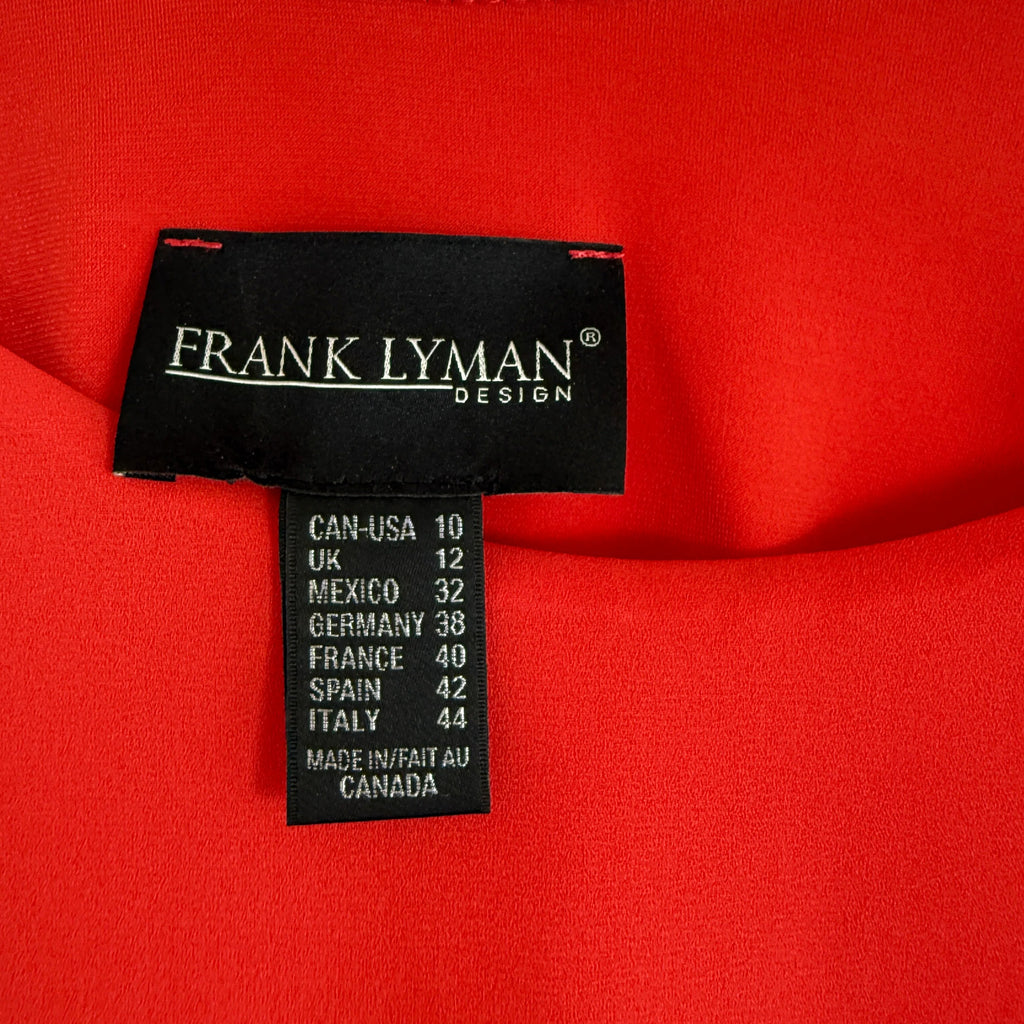 FRANK LYMAN®
DESIGN
CAN-USA 10
UK 12
MEXICO 32
GERMANY 38
FRANCE 40
SPAIN 42
ITALY 44
MADE IN/FAIT AU
CANADA